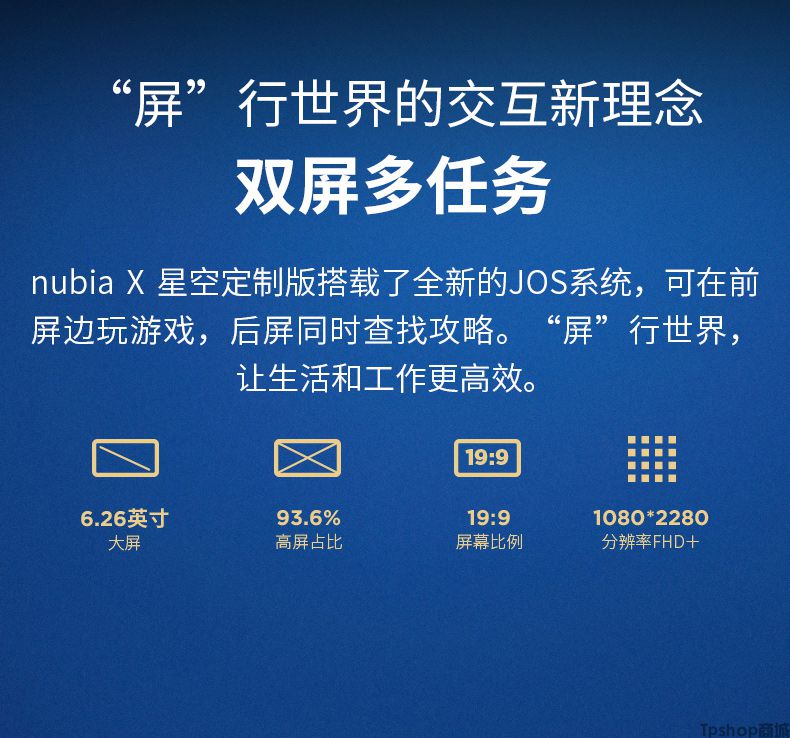 “屏”行世界的交互新理念
双屏多任务
nubia X 星空定制版搭载了全新的JOS系统，可在前
屏边玩游戏，后屏同时查找攻略。“屏”行世界，
让生活和工作更高效。
19:9
6.26英寸
大屏
93.6%
高屏占比
19:9
屏幕比例
1080*2280
分辨率FHD＋
Tpshop商城